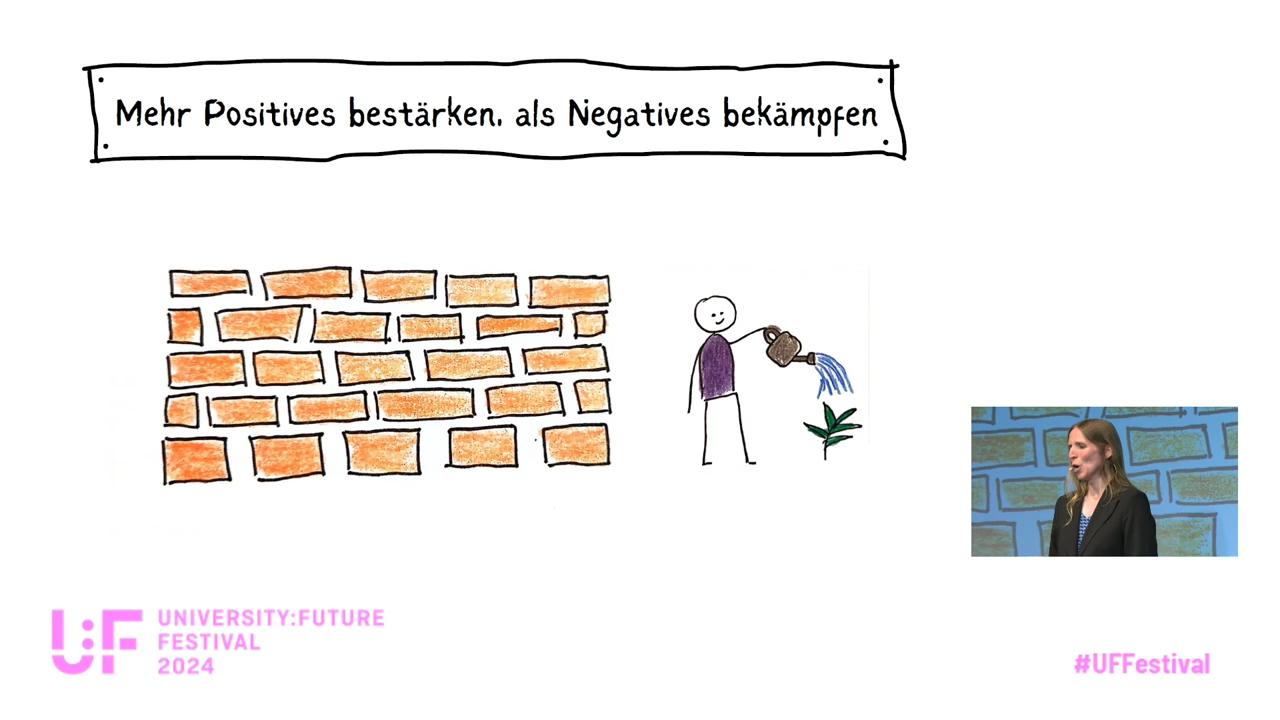 Mehr Positives bestärken, als Negatives bekämpfen
U:F
UNIVERSITY:FUTURE
FESTIVAL
2024
#UFFestival